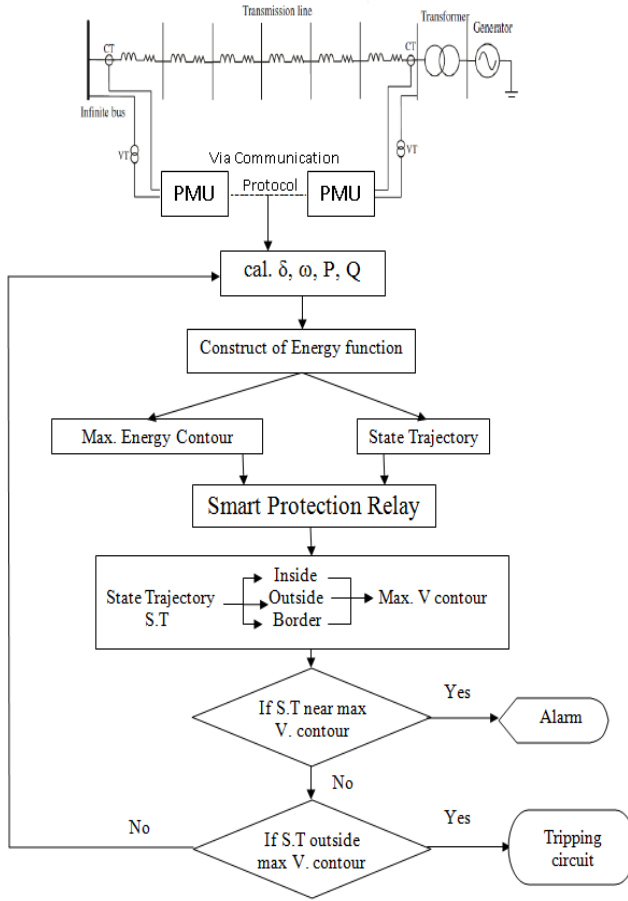 Transmission line
Transformer
Generator
CT
CT
Infinite bus
VT
VT
Via Communication
Protocol
PMU
PMU
cal. δ, ω, P, Q
Construct of Energy function
Max. Energy Contour
State Trajectory
Smart Protection Relay
State Trajectory
S.T
Inside
Outside
Border
Max. V contour
If S.T near max
V. contour
Yes
Alarm
No
If S.T outside
max V. contour
No
Yes
Tripping
circuit